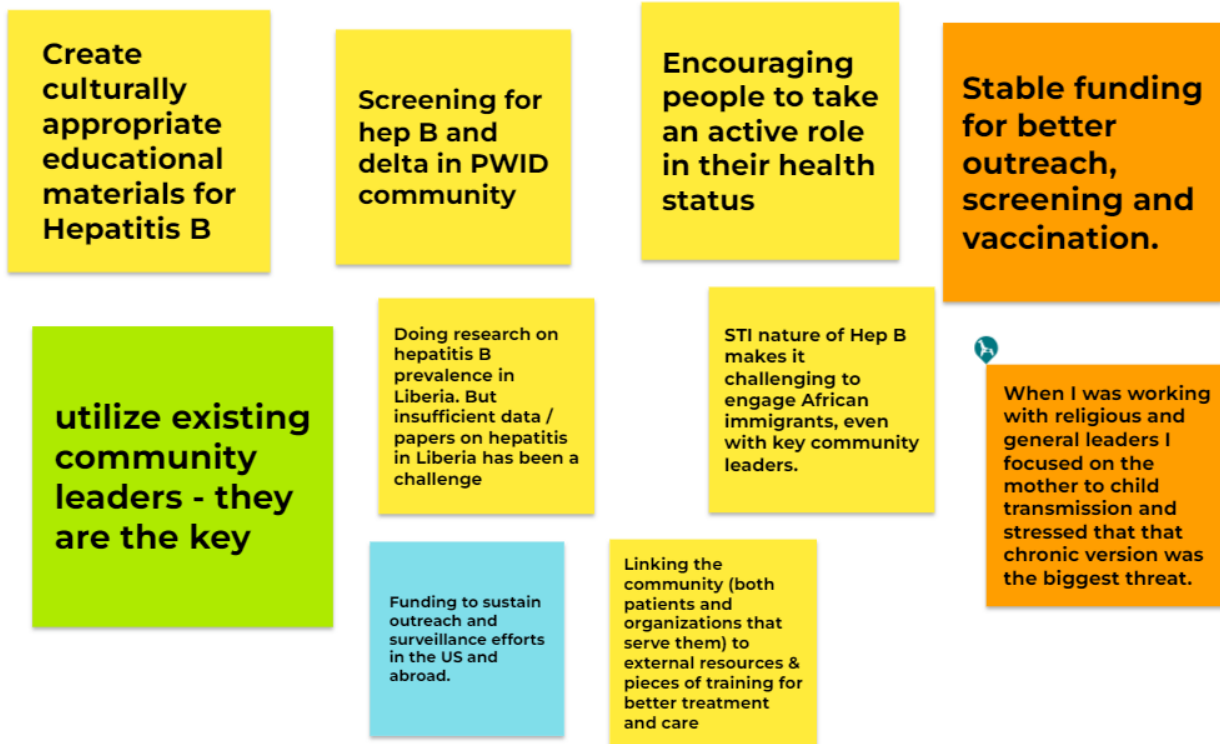 Create
culturally
appropriate
educational
materials for
Hepatitis B
Screening for
hep B and
delta in PWID
community
Encouraging
people to take
an active role
in their health
status
Stable funding
for better
outreach,
screening and
vaccination.
utilize existing
community
leaders - they
are the key
Doing research on
hepatitis B
prevalence in
Liberia. But
insufficient data /
papers on hepatitis
in Liberia has been a
challenge
STI nature of Hep B
makes it
challenging to
engage African
immigrants, even
with key community
leaders.
When I was working
with religious and
general leaders I
focused on the
mother to child
transmission and
stressed that that
chronic version was
the biggest threat.
Funding to sustain
outreach and
surveillance efforts
in the US and
abroad.
Linking the
community (both
patients and
organizations that
serve them) to
external resources &
pieces of training for
better treatment
and care